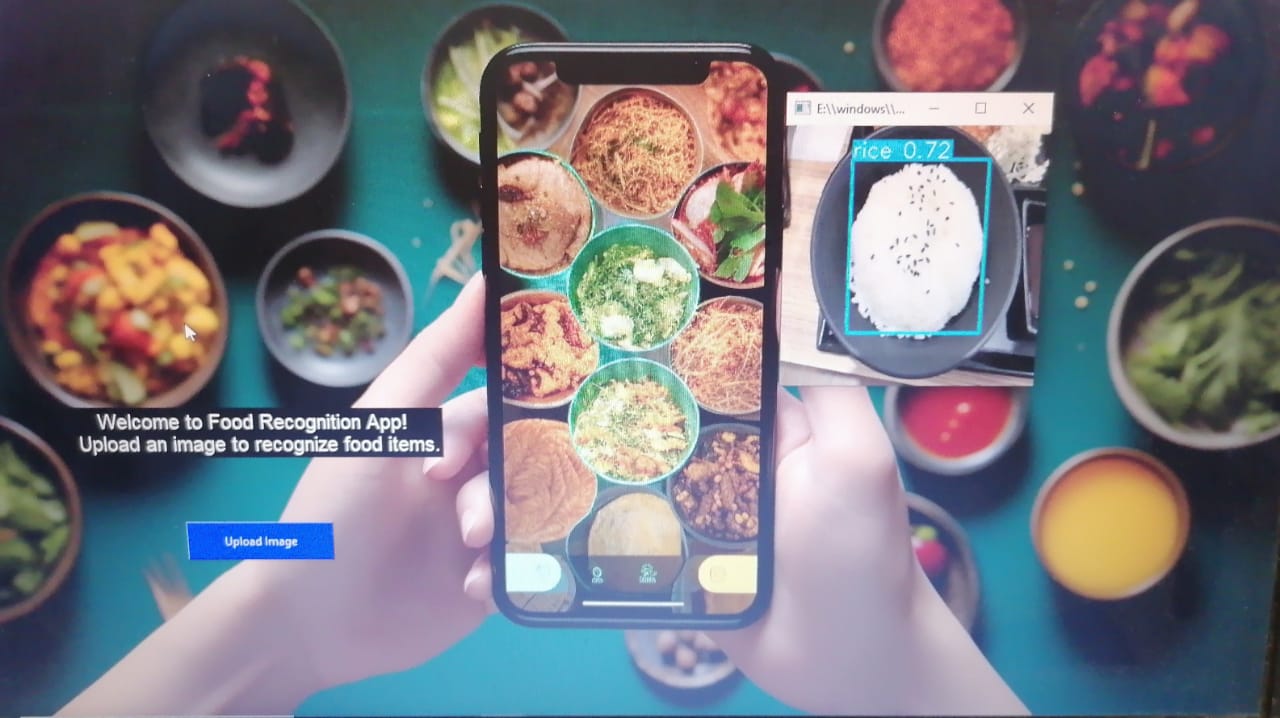 E:\\windows\\...
rice 0.72
Welcome to Food Recognition App!
Upload an image to recognize food items.
Upload Image